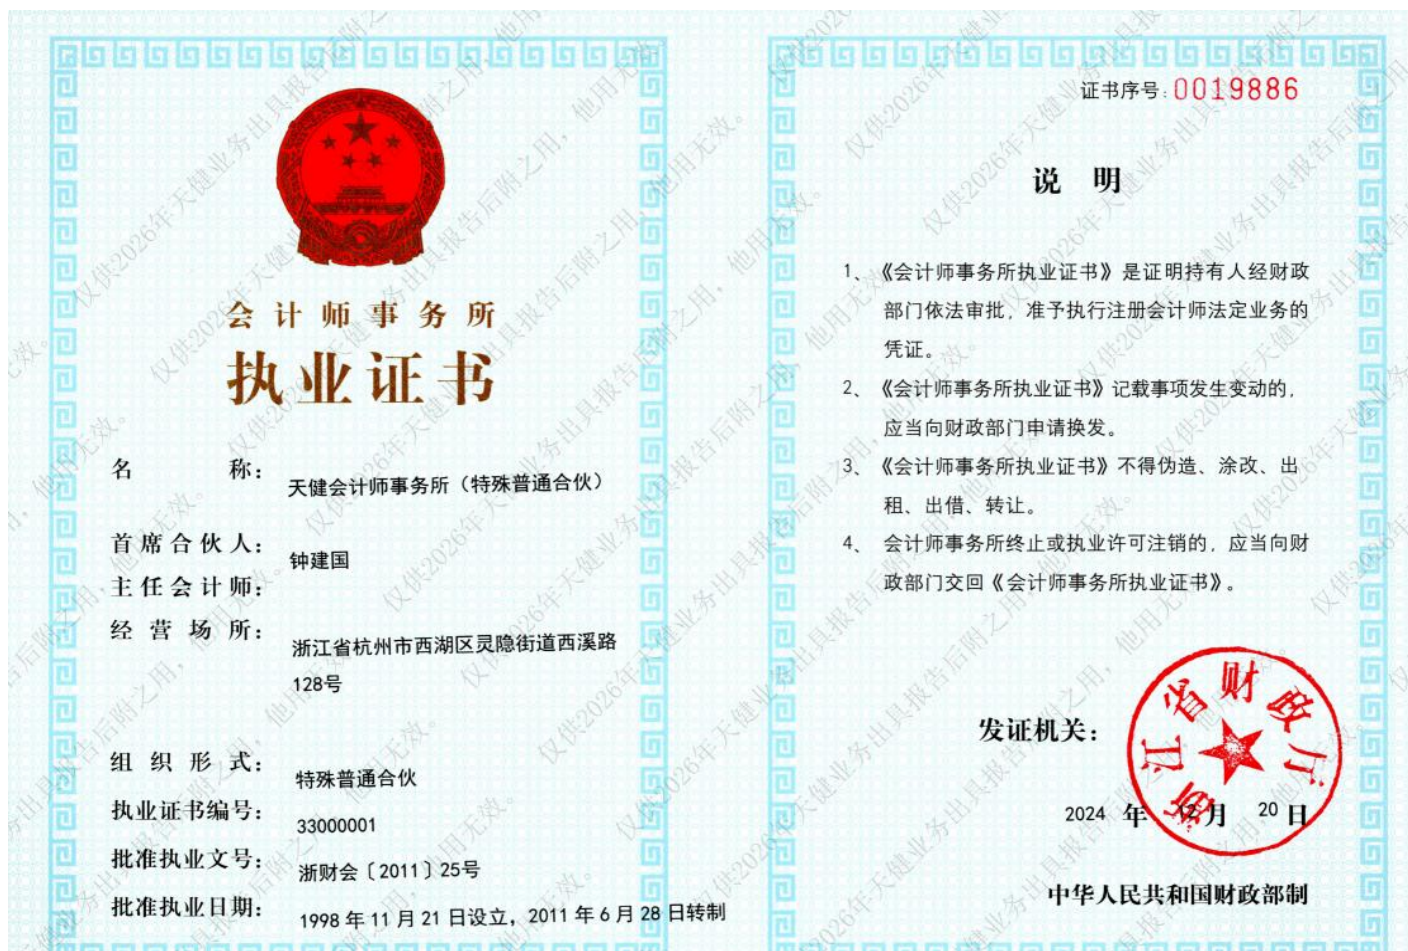 会计师事务所
执业证书
名 称：
天健会计师事务所（特殊普通合伙）
首席合伙人：
钟建国
主任会计师：
经营场所：
浙江省杭州市西湖区灵隐街道西溪路
128号
组织形式：
特殊普通合伙
执业证书编号：
33000001
批准执业文号：
浙财会〔2011〕25号
批准执业日期：
1998年11月21日设立，2011年6月28日转制
证书序号：0019886
说 明
1、《会计师事务所执业证书》是证明持有人经财政
部门依法审批，准予执行注册会计师法定业务的
凭证。
2、《会计师事务所执业证书》记载事项发生变动的，
应当向财政部门申请换发。
3、《会计师事务所执业证书》不得伪造、涂改、出
租、出借、转让。
4、会计师事务所终止或执业许可注销的，应当向财
政部门交回《会计师事务所执业证书》。
发证机关：
浙江省财政厅
2024 年 12 月 20 日
中华人民共和国财政部制
仅供2026年天健业务出具报告后附之用，他用无效。